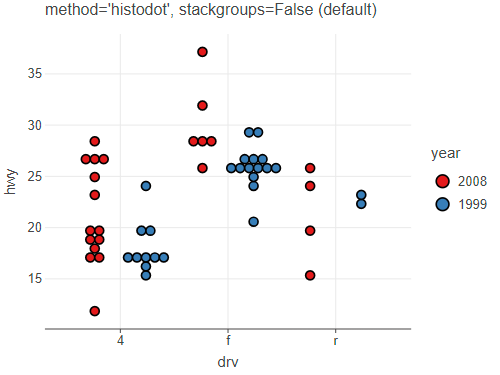 method='histodot', stackgroups=False (default)
hwy
35
30
25
20
15
4
f
r
drv
year
2008
1999